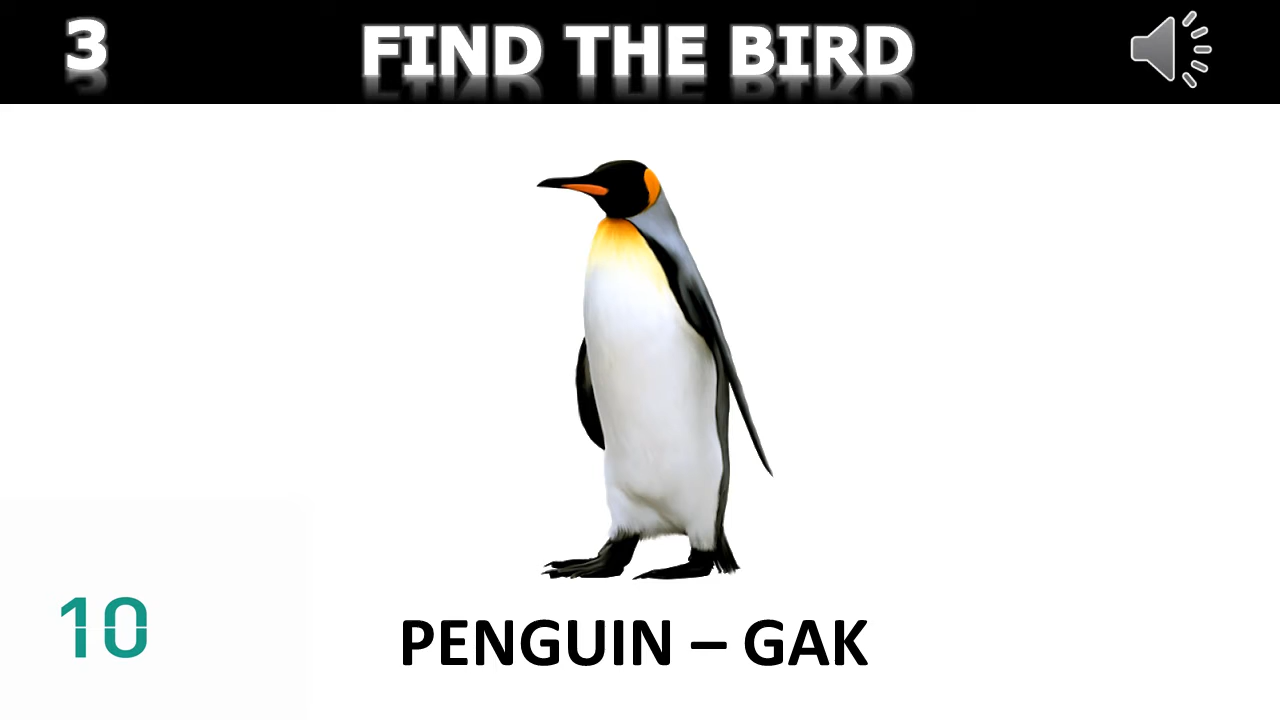 3
FIND THE BIRD
10
PENGUIN – GAK